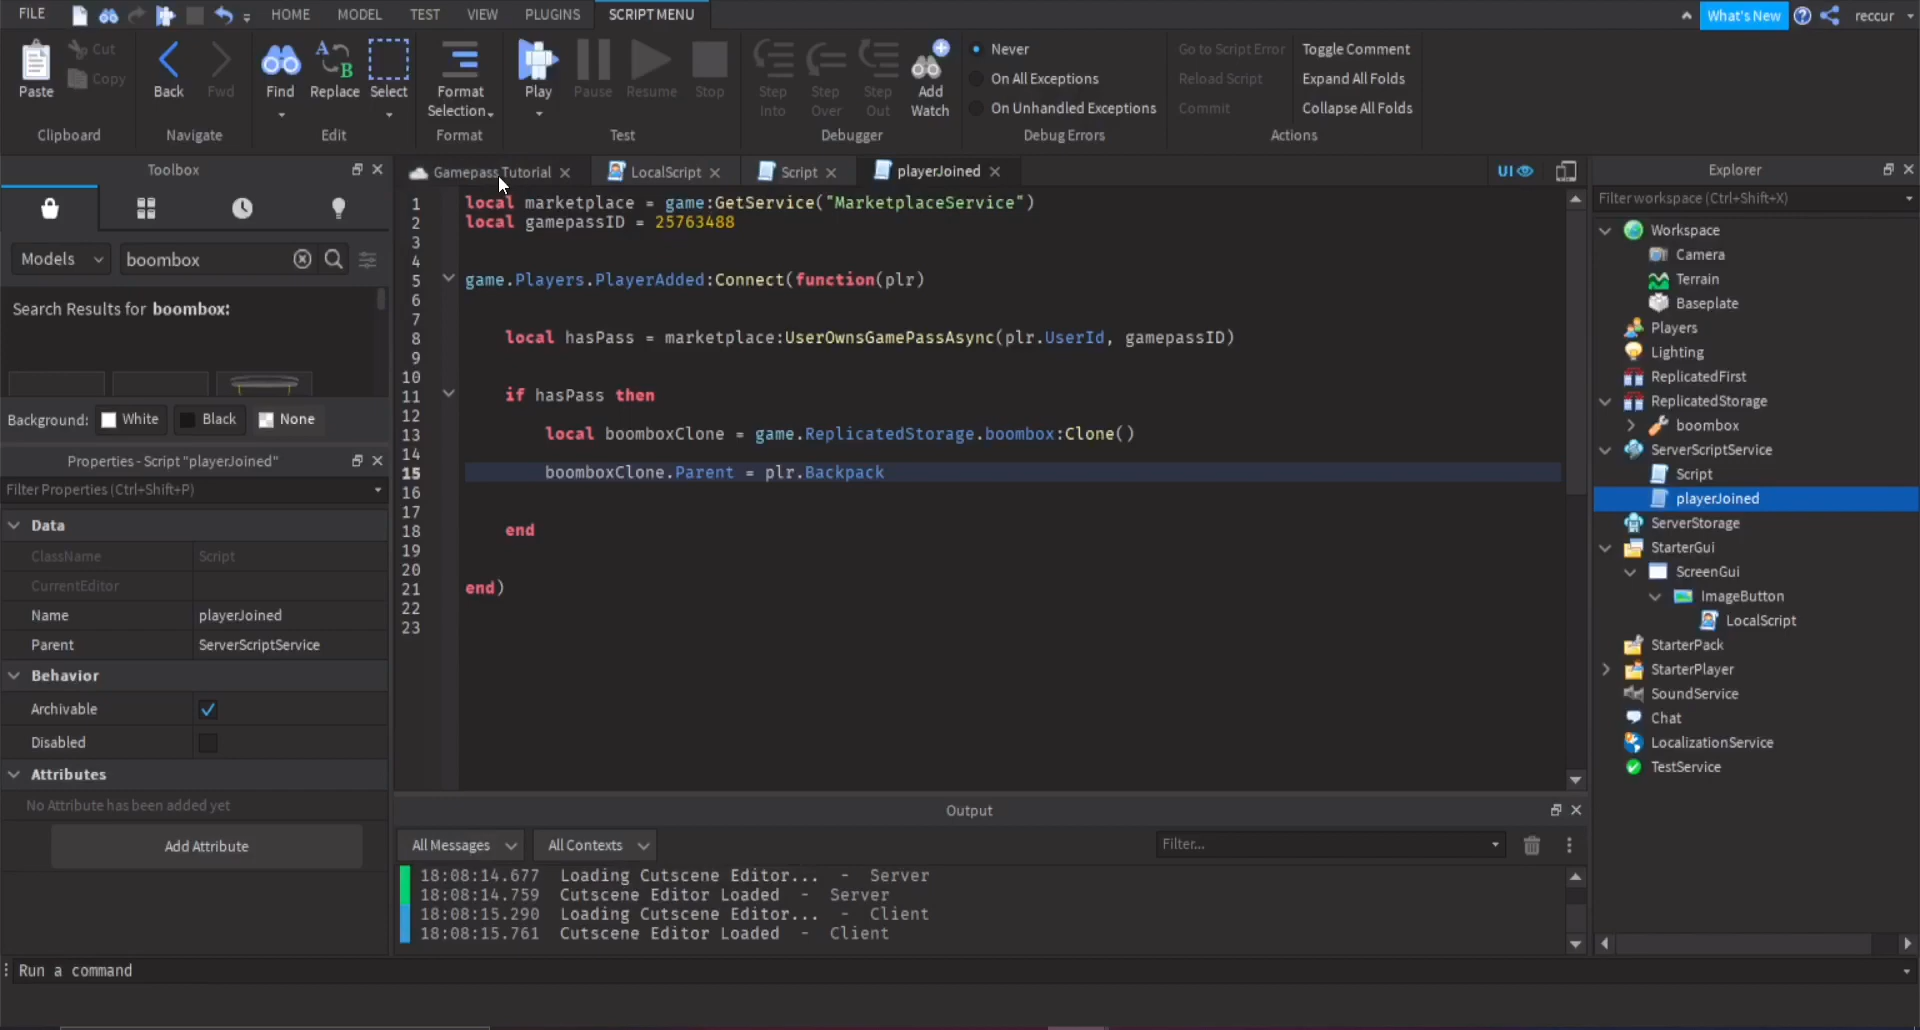 FILE HOME MODEL TEST VIEW PLUGINS SCRIPT MENU What's New reccur
Paste Cut Copy Clipboard
Back Fwd Navigate
Find Replace Select Edit
A B
Format Selection Format
Play Pause Resume Stop Test
Step Into Step Over Step Out Add Watch Debugger
Never
On All Exceptions
On Unhandled Exceptions
Debug Errors
Go to Script Error Toggle Comment
Reload Script Expand All Folds
Commit Collapse All Folds
Actions
Toolbox
Models boombox
Search Results for boombox:
Background: White Black None
Properties - Script "playerJoined"
Filter Properties (Ctrl+Shift+P)
Data
ClassName Script
CurrentEditor
Name playerJoined
Parent ServerScriptService
Behavior
Archivable
Disabled
Attributes
No Attribute has been added yet
Add Attribute
Gamepass Tutorial LocalScript Script playerJoined UI
1 local marketplace = game:GetService("MarketplaceService")
2 local gamepassID = 25763488
3
4
5 game.Players.PlayerAdded:Connect(function(plr)
6
7
8 local hasPass = marketplace:UserOwnsGamePassAsync(plr.UserId, gamepassID)
9
10
11 if hasPass then
12
13 local boomboxClone = game.ReplicatedStorage.boombox:Clone()
14
15 boomboxClone.Parent = plr.Backpack
16
17
18 end
19
20
21 end)
22
23
Output
All Messages All Contexts Filter...
18:08:14.677 Loading Cutscene Editor... - Server
18:08:14.759 Cutscene Editor Loaded - Server
18:08:15.290 Loading Cutscene Editor... - Client
18:08:15.761 Cutscene Editor Loaded - Client
Run a command
Explorer
Filter workspace (Ctrl+Shift+X)
Workspace
Camera
Terrain
Baseplate
Players
Lighting
ReplicatedFirst
ReplicatedStorage
boombox
ServerScriptService
Script
playerJoined
ServerStorage
StarterGui
ScreenGui
ImageButton
LocalScript
StarterPack
StarterPlayer
SoundService
Chat
LocalizationService
TestService